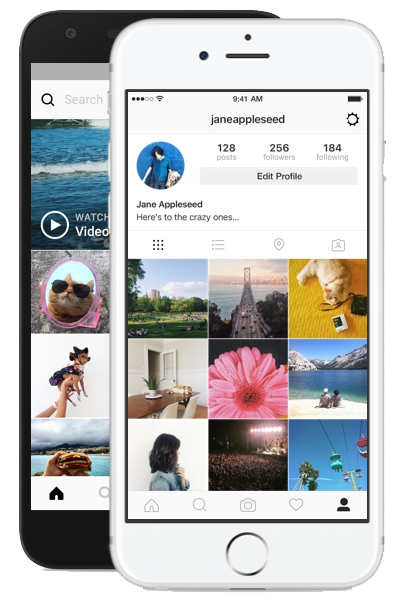 Search
WATCH
Video
9:41 AM
janeappleseed
128
posts
256
followers
184
following
Edit Profile
Jane Appleseed
Here's to the crazy ones...